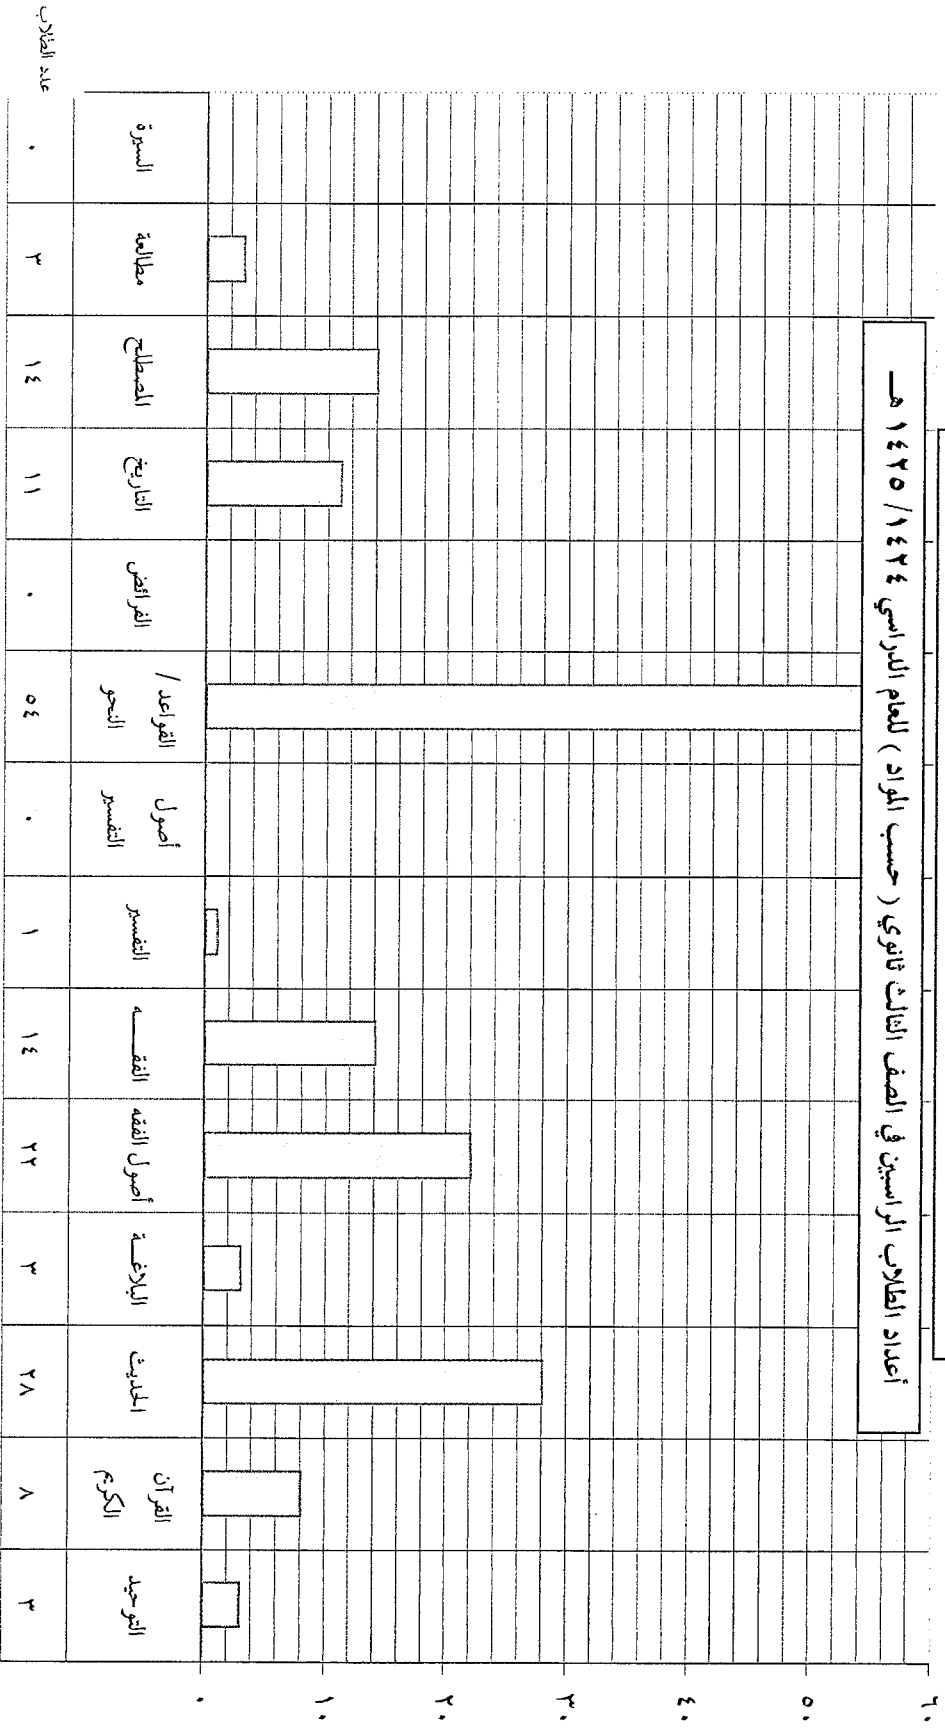 أعداد الطلاب الراسبين في الصف الثالث ثانوي ( حسب المواد ) للعام الدراسي ١٤٢٤ / ١٤٢٥ هـ
٦٠
٥٠
٤٠
٣٠
٢٠
١٠
٠
السيرة
مطالعة
المصطلح
التاريخ
الفرائض
القواعد /
النحو
أصول
التفسير
التفسير
الفقـــه
أصول الفقه
البلاغـة
الحديث
القرآن
الكريم
التوحيد
عدد الطلاب
٠ ٣ ١٤ ١١ ٠ ٥٤ ٠ ١ ١٤ ٢٢ ٣ ٢٨ ٨ ٣